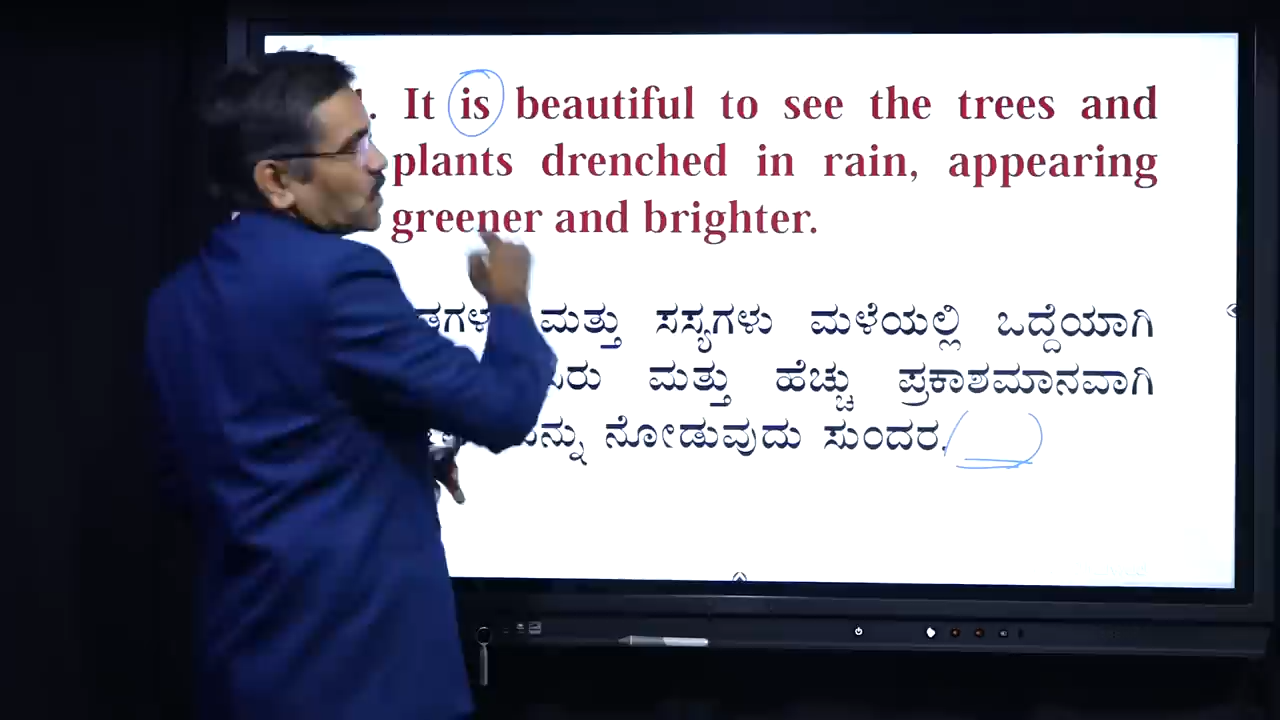 It is beautiful to see the trees and
plants drenched in rain, appearing
greener and brighter.
ಮತ್ತು ಸಸ್ಯಗಳು ಮಳೆಯಲ್ಲಿ ಒದ್ದೆಯಾಗಿ
ಮತ್ತು ಹೆಚ್ಚು ಪ್ರಕಾಶಮಾನವಾಗಿ
ನೋಡುವುದು ಸುಂದರ.